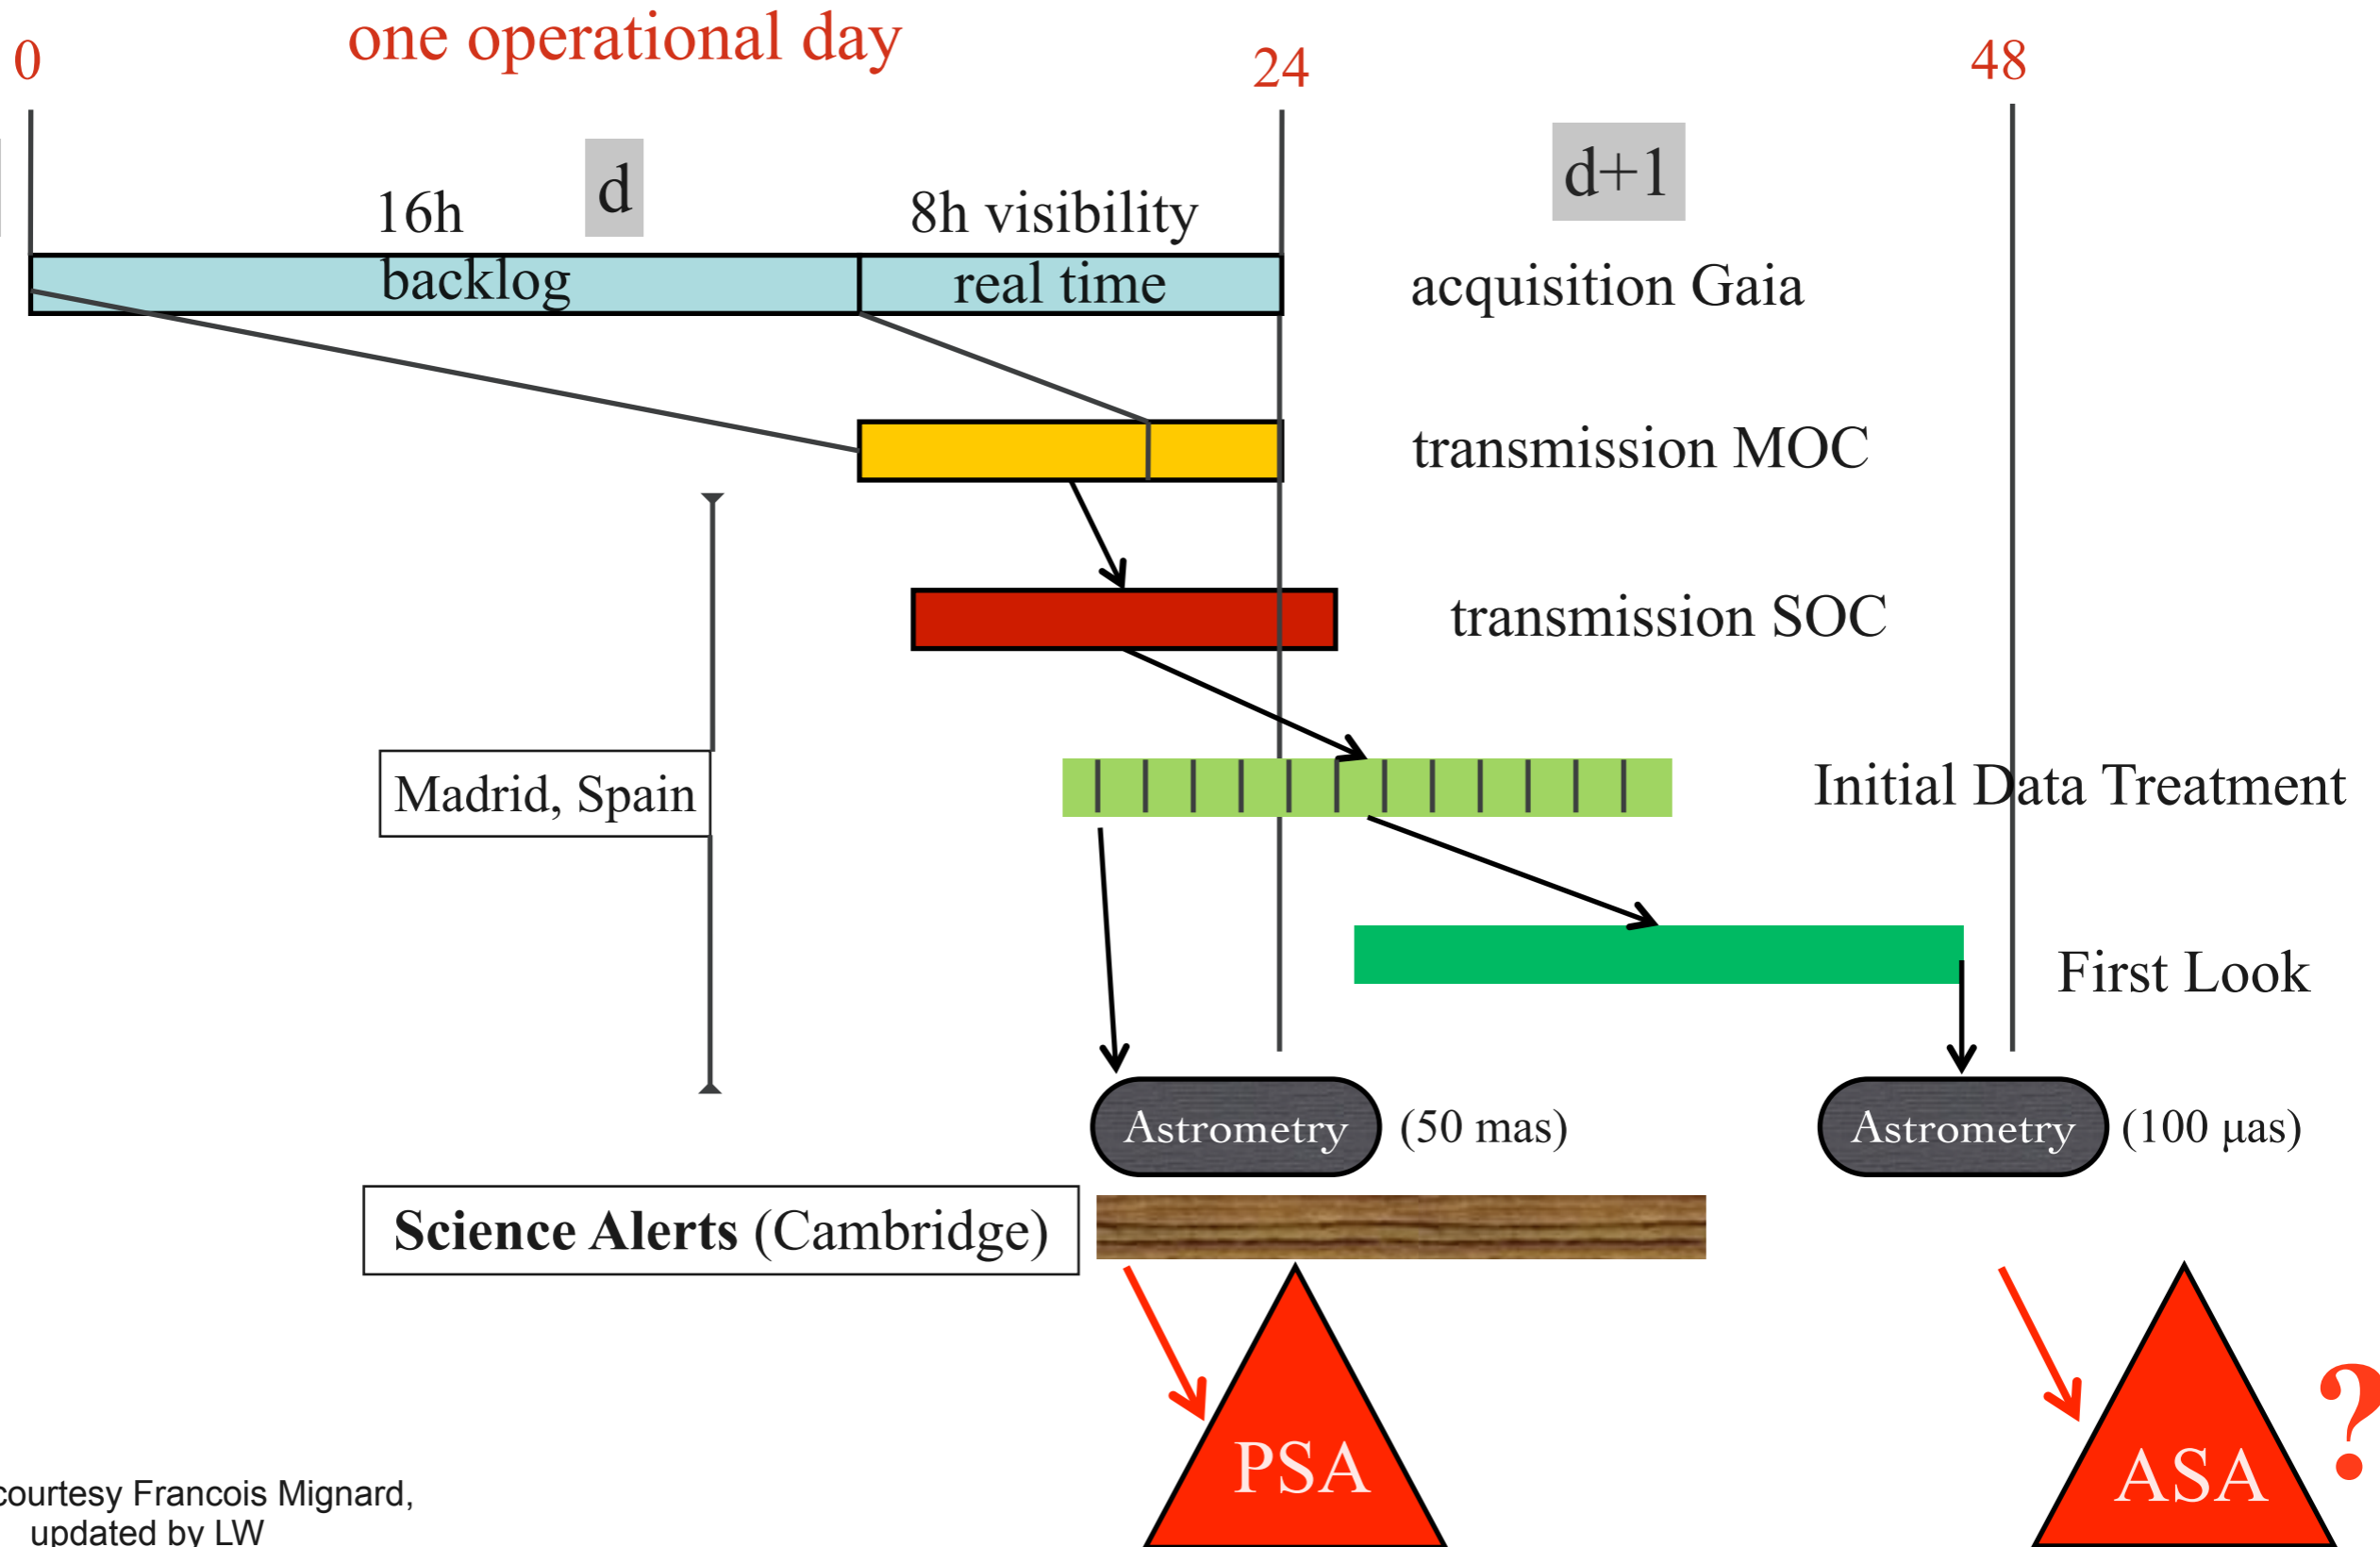 one operational day
0
24
48
d
d+1
16h
8h visibility
backlog
real time
acquisition Gaia
transmission MOC
transmission SOC
Madrid, Spain
Initial Data Treatment
First Look
Astrometry
(50 mas)
Astrometry
(100 μas)
Science Alerts (Cambridge)
PSA
ASA
?
courtesy Francois Mignard,
updated by LW